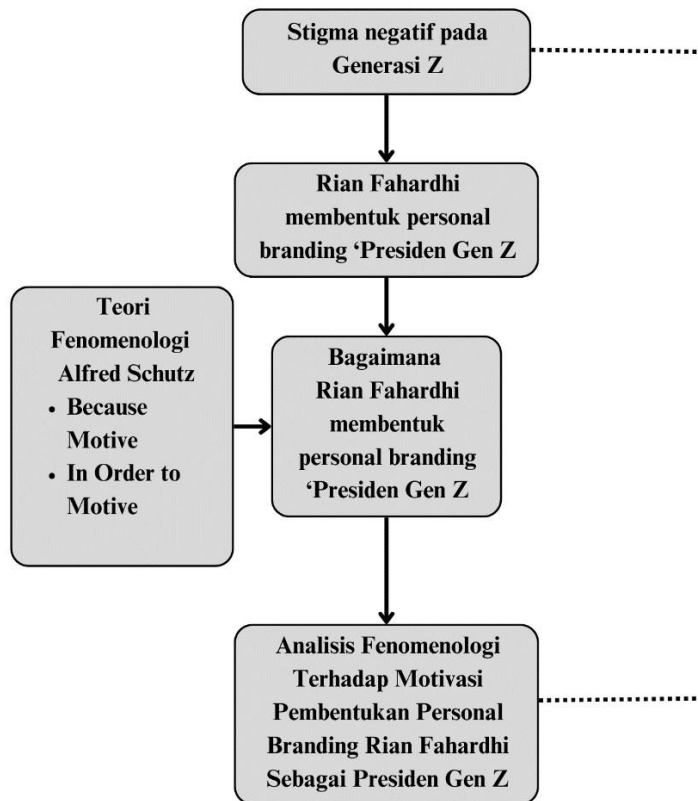 Stigma negatif pada
Generasi Z
Rian Fahardhi
membentuk personal
branding ‘Presiden Gen Z
Teori
Fenomenologi
Alfred Schutz
• Because
Motive
• In Order to
Motive
Bagaimana
Rian Fahardhi
membentuk
personal branding
‘Presiden Gen Z
Analisis Fenomenologi
Terhadap Motivasi
Pembentukan Personal
Branding Rian Fahardhi
Sebagai Presiden Gen Z